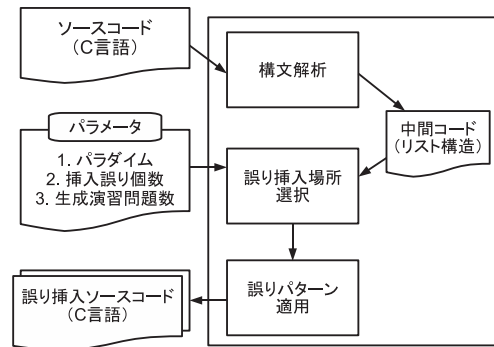 ソースコード
(C言語)
構文解析
中間コード
(リスト構造)
パラメータ
1. パラダイム
2. 挿入誤り個数
3. 生成演習問題数
誤り挿入場所
選択
誤りパターン
適用
誤り挿入ソースコード
(C言語)